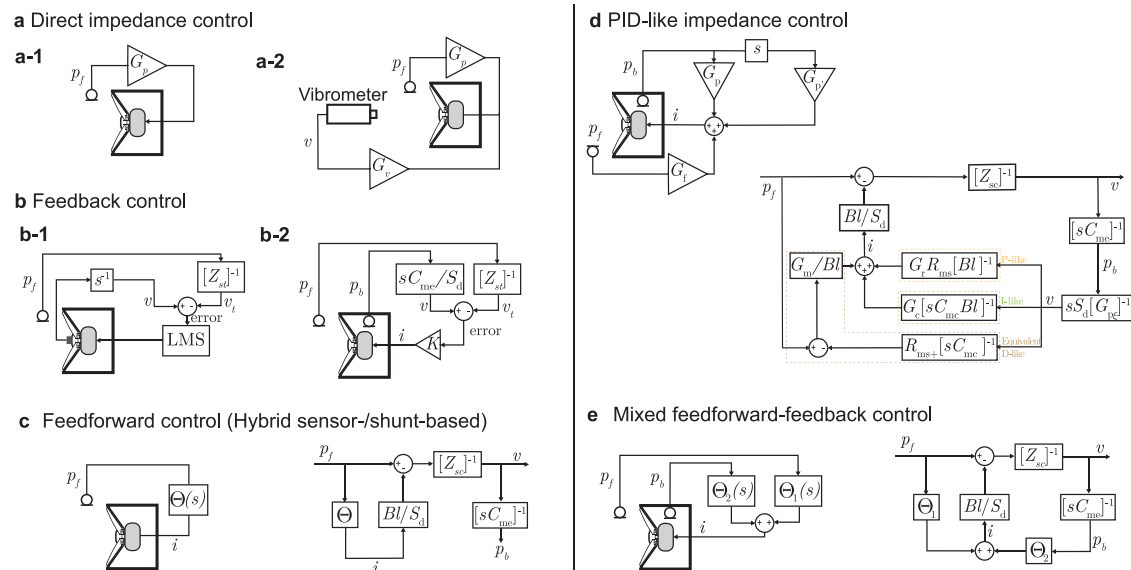 a Direct impedance control
a-1
p_f
G_p
a-2
p_f
G_p
Vibrometer
v
G_v
b Feedback control
b-1
p_f
s^-1
[Z_st]^-1
v
v_t
+ -
error
LMS
b-2
p_f
p_b
sC_me/S_d
[Z_st]^-1
v
v_t
+ -
error
i
K
c Feedforward control (Hybrid sensor-/shunt-based)
p_f
Θ(s)
i
p_f
+ -
[Z_sc]^-1
v
Θ
Bl/S_d
[sC_me]^-1
i
p_b
d PID-like impedance control
s
p_b
G_p
G_p'
i
+ + +
p_f
G_f
p_f
+ -
[Z_sc]^-1
v
Bl/S_d
[sC_me]^-1
i
p_b
G_m/Bl
+ + +
G_r R_ms[Bl]^-1
P-like
G_c[sC_mc Bl]^-1
I-like
v
sS_d[G_pc]^-1
+ -
R_ms+[sC_mc]^-1
Equivalent
D-like
e Mixed feedforward-feedback control
p_f
p_b
Θ_2(s)
Θ_1(s)
+ +
i
p_f
+ -
[Z_sc]^-1
v
Θ_1
Bl/S_d
[sC_me]^-1
i
+ +
Θ_2
p_b